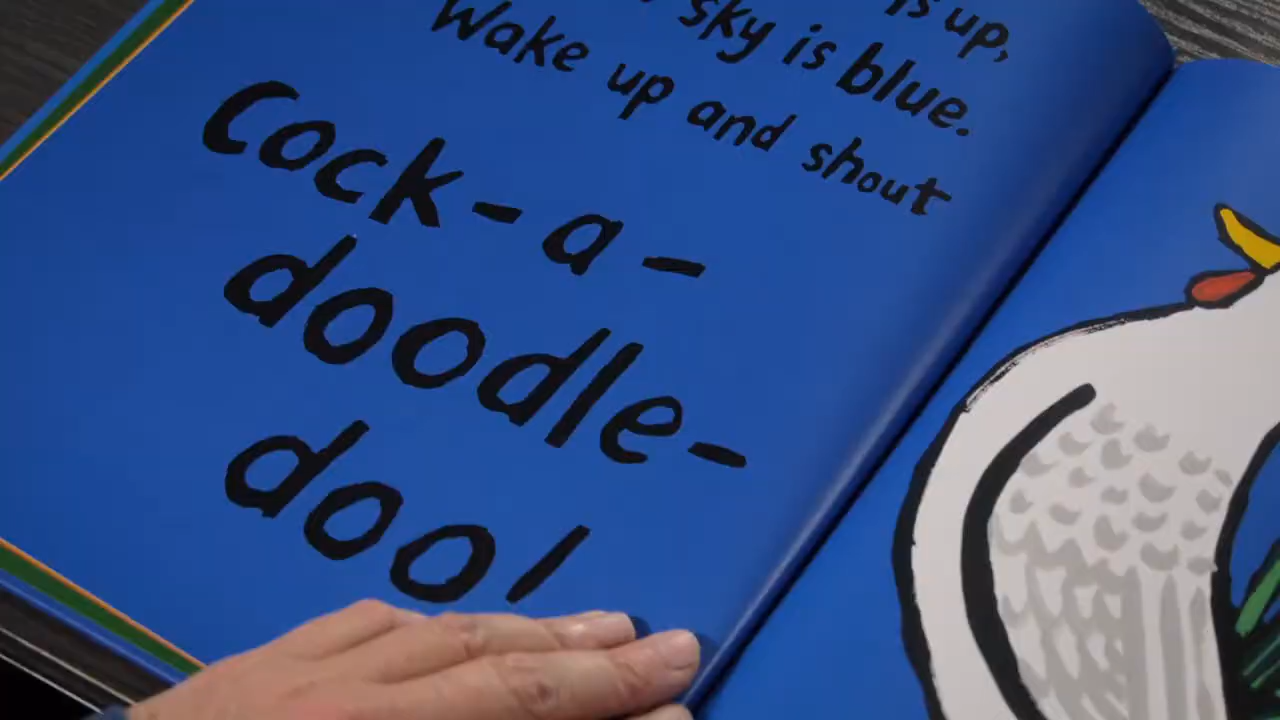 is up,
sky is blue.
Wake up and shout
Cock-a-
doodle-
doo!